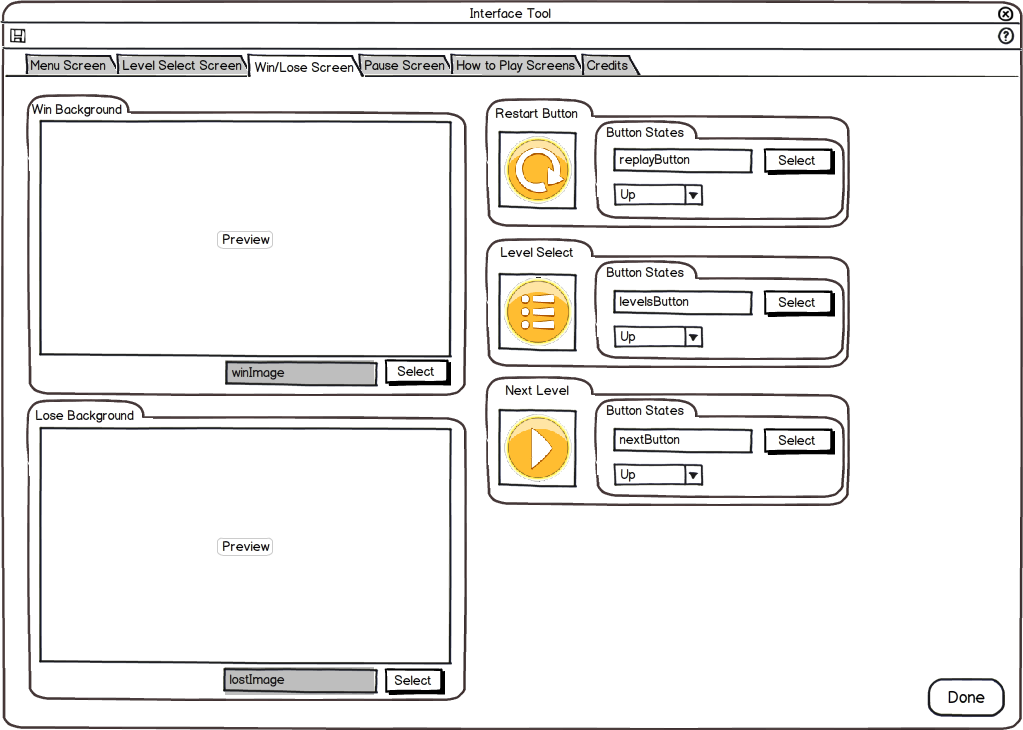 Interface Tool
Menu Screen
Level Select Screen
Win/Lose Screen
Pause Screen
How to Play Screens
Credits
Win Background
Preview
winImage
Select
Lose Background
Preview
lostImage
Select
Restart Button
Button States
replayButton
Select
Up
Level Select
Button States
levelsButton
Select
Up
Next Level
Button States
nextButton
Select
Up
Done